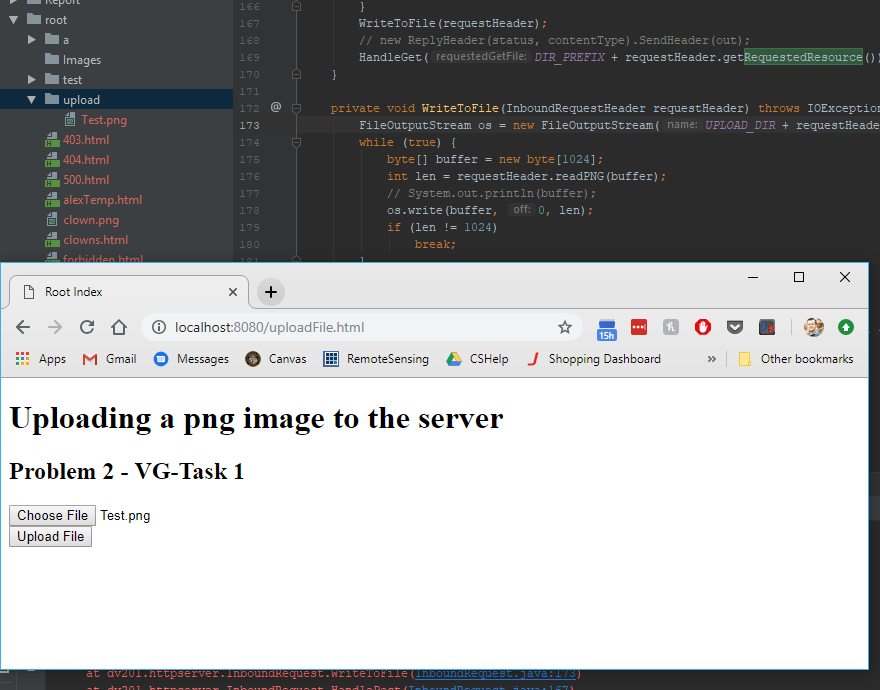 Report
root
a
Images
test
upload
Test.png
403.html
404.html
500.html
alexTemp.html
clown.png
clowns.html
forbidden.html
166 }
167 WriteToFile(requestHeader);
168 // new ReplyHeader(status, contentType).SendHeader(out);
169 HandleGet( requestedGetFile: DIR_PREFIX + requestHeader.getRequestedResource())
170 }
171
172 @ private void WriteToFile(InboundRequestHeader requestHeader) throws IOException
173 FileOutputStream os = new FileOutputStream( name: UPLOAD_DIR + requestHeade
174 while (true) {
175 byte[] buffer = new byte[1024];
176 int len = requestHeader.readPNG(buffer);
177 // System.out.println(buffer);
178 os.write(buffer, off: 0, len);
179 if (len != 1024)
180 break;
181 }
Root Index
localhost:8080/uploadFile.html
15h
Apps Gmail Messages Canvas RemoteSensing CSHelp Shopping Dashboard » Other bookmarks
Uploading a png image to the server
Problem 2 - VG-Task 1
Choose File Test.png
Upload File
at dv201.httpserver.InboundRequest.WriteToFile(InboundRequest.java:173)
at dv201.httpserver.InboundRequest.HandlePost(InboundRequest.java:167)